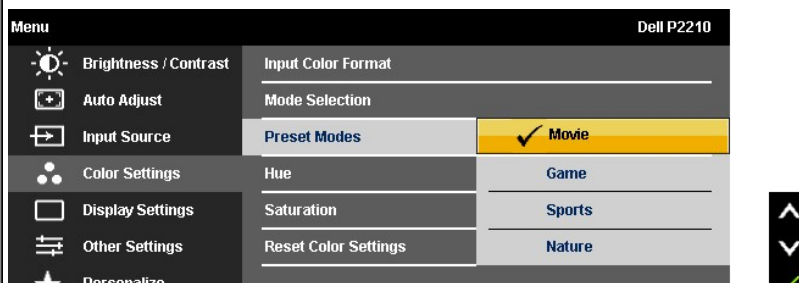 Menu Dell P2210
Brightness / Contrast Input Color Format
Auto Adjust Mode Selection
Input Source Preset Modes Movie
Color Settings Hue Game
Display Settings Saturation Sports
Other Settings Reset Color Settings Nature
Personalize